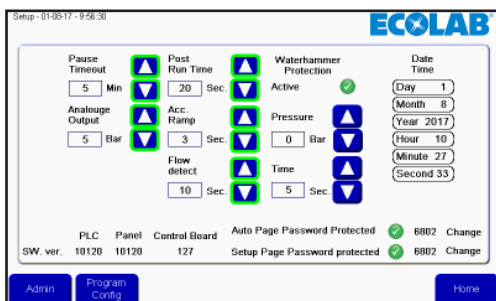 Setup - 01-08-17 - 9:56:30
ECOLAB®
Pause Timeout
5 Min
Post Run Time
20 Sec.
Waterhammer Protection
Active
Date Time
Day 1
Month 8
Year 2017
Hour 10
Minute 27
Second 33
Analouge Output
5 Bar
Acc. Ramp
3 Sec.
Pressure
0 Bar
Flow detect
10 Sec.
Time
5 Sec.
PLC Panel Control Board
SW. ver. 10120 10120 127
Auto Page Password Protected 6802 Change
Setup Page Password protected 6802 Change
Admin
Program Config
Home